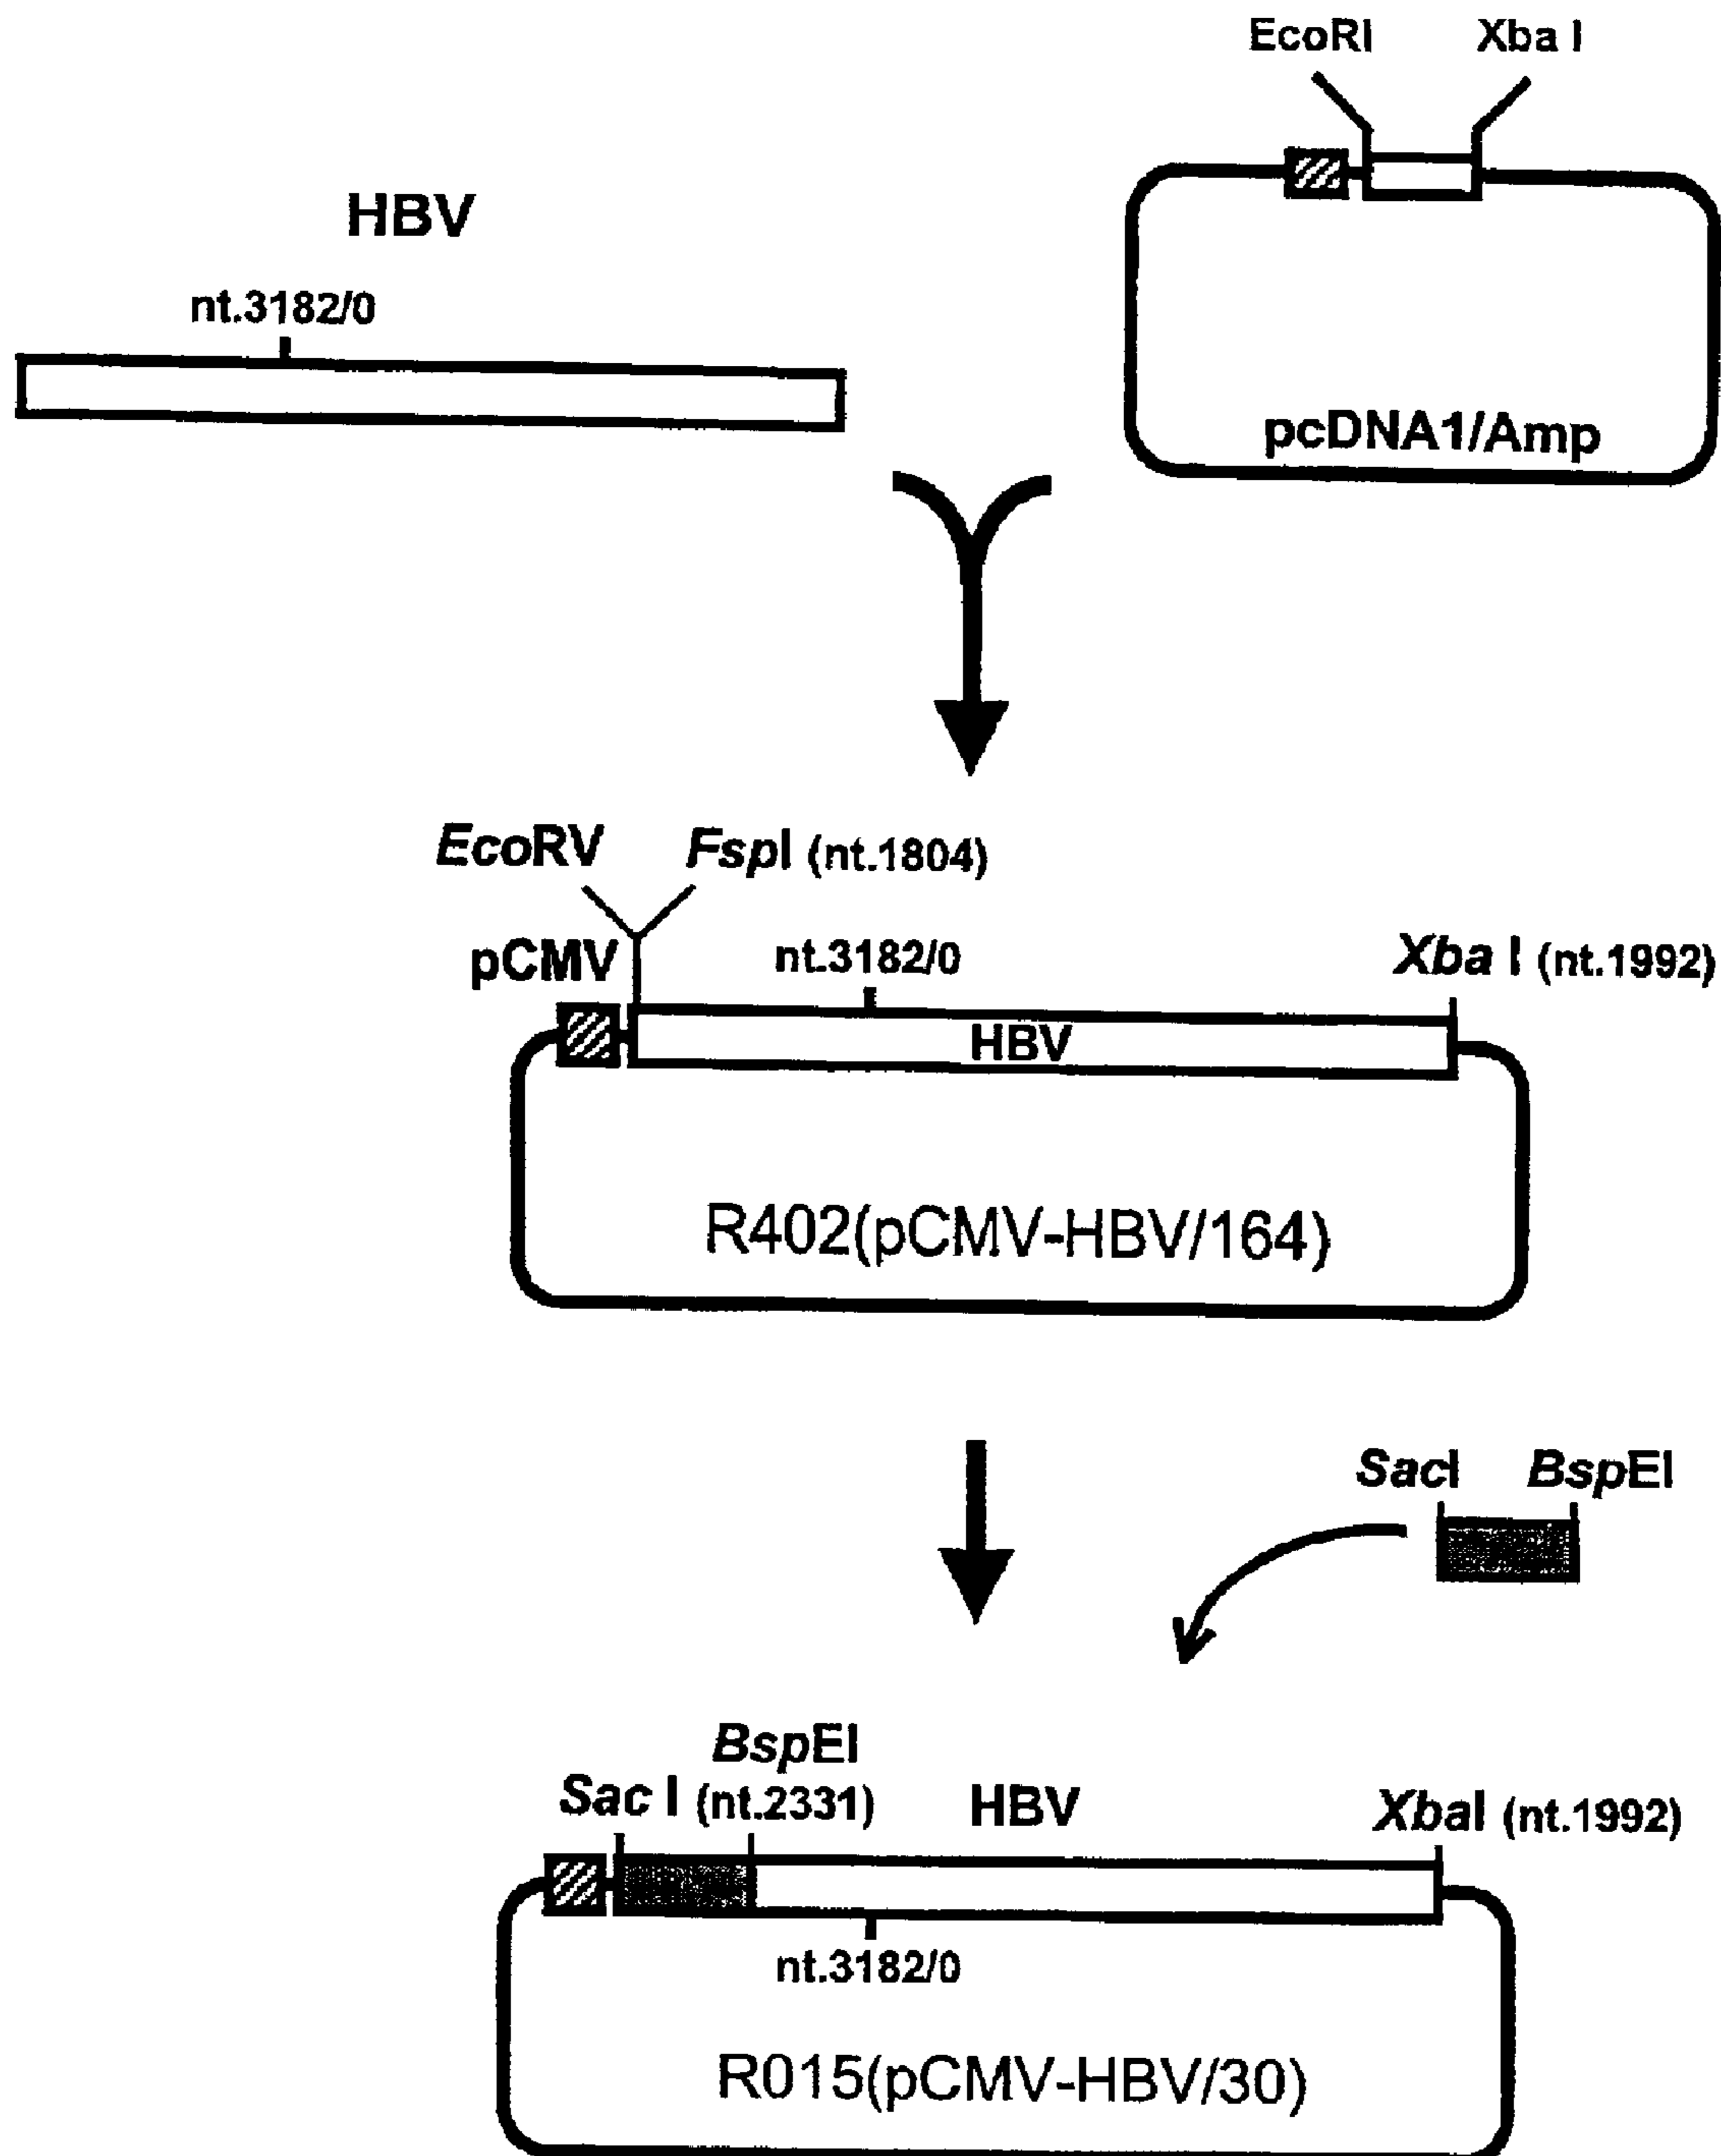 EcoRI Xba I
HBV
nt.3182/0
pcDNA1/Amp
EcoRV FspI (nt.1804)
pCMV nt.3182/0 Xba I (nt.1992)
HBV
R402(pCMV-HBV/164)
SacI BspEI
BspEI
Sac I (nt.2331) HBV XbaI (nt.1992)
nt.3182/0
R015(pCMV-HBV/30)